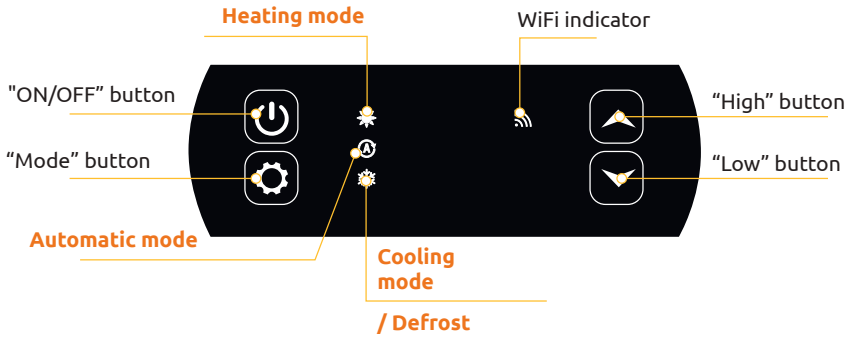 Heating mode
WiFi indicator
"ON/OFF” button
“High” button
“Mode” button
A
“Low” button
Automatic mode
Cooling
mode
/ Defrost